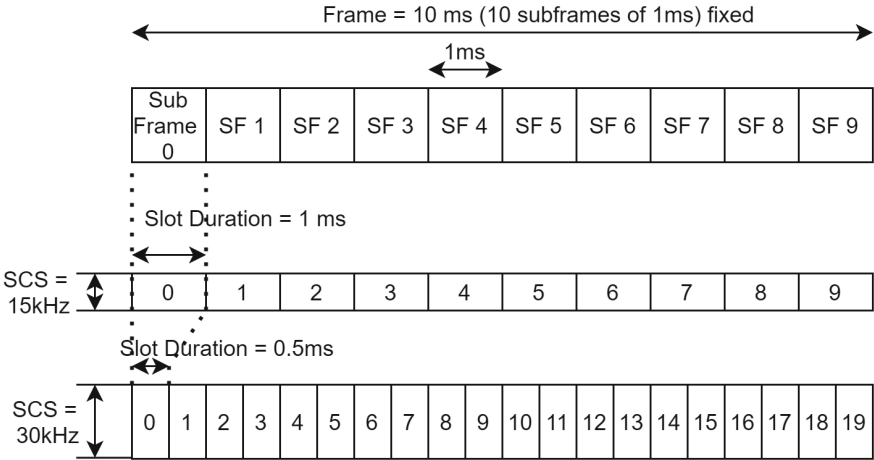 Frame = 10 ms (10 subframes of 1ms) fixed
1ms
Sub
Frame
0
SF 1
SF 2
SF 3
SF 4
SF 5
SF 6
SF 7
SF 8
SF 9
Slot Duration = 1 ms
SCS =
15kHz
0 1 2 3 4 5 6 7 8 9
Slot Duration = 0.5ms
SCS =
30kHz
0 1 2 3 4 5 6 7 8 9 10 11 12 13 14 15 16 17 18 19